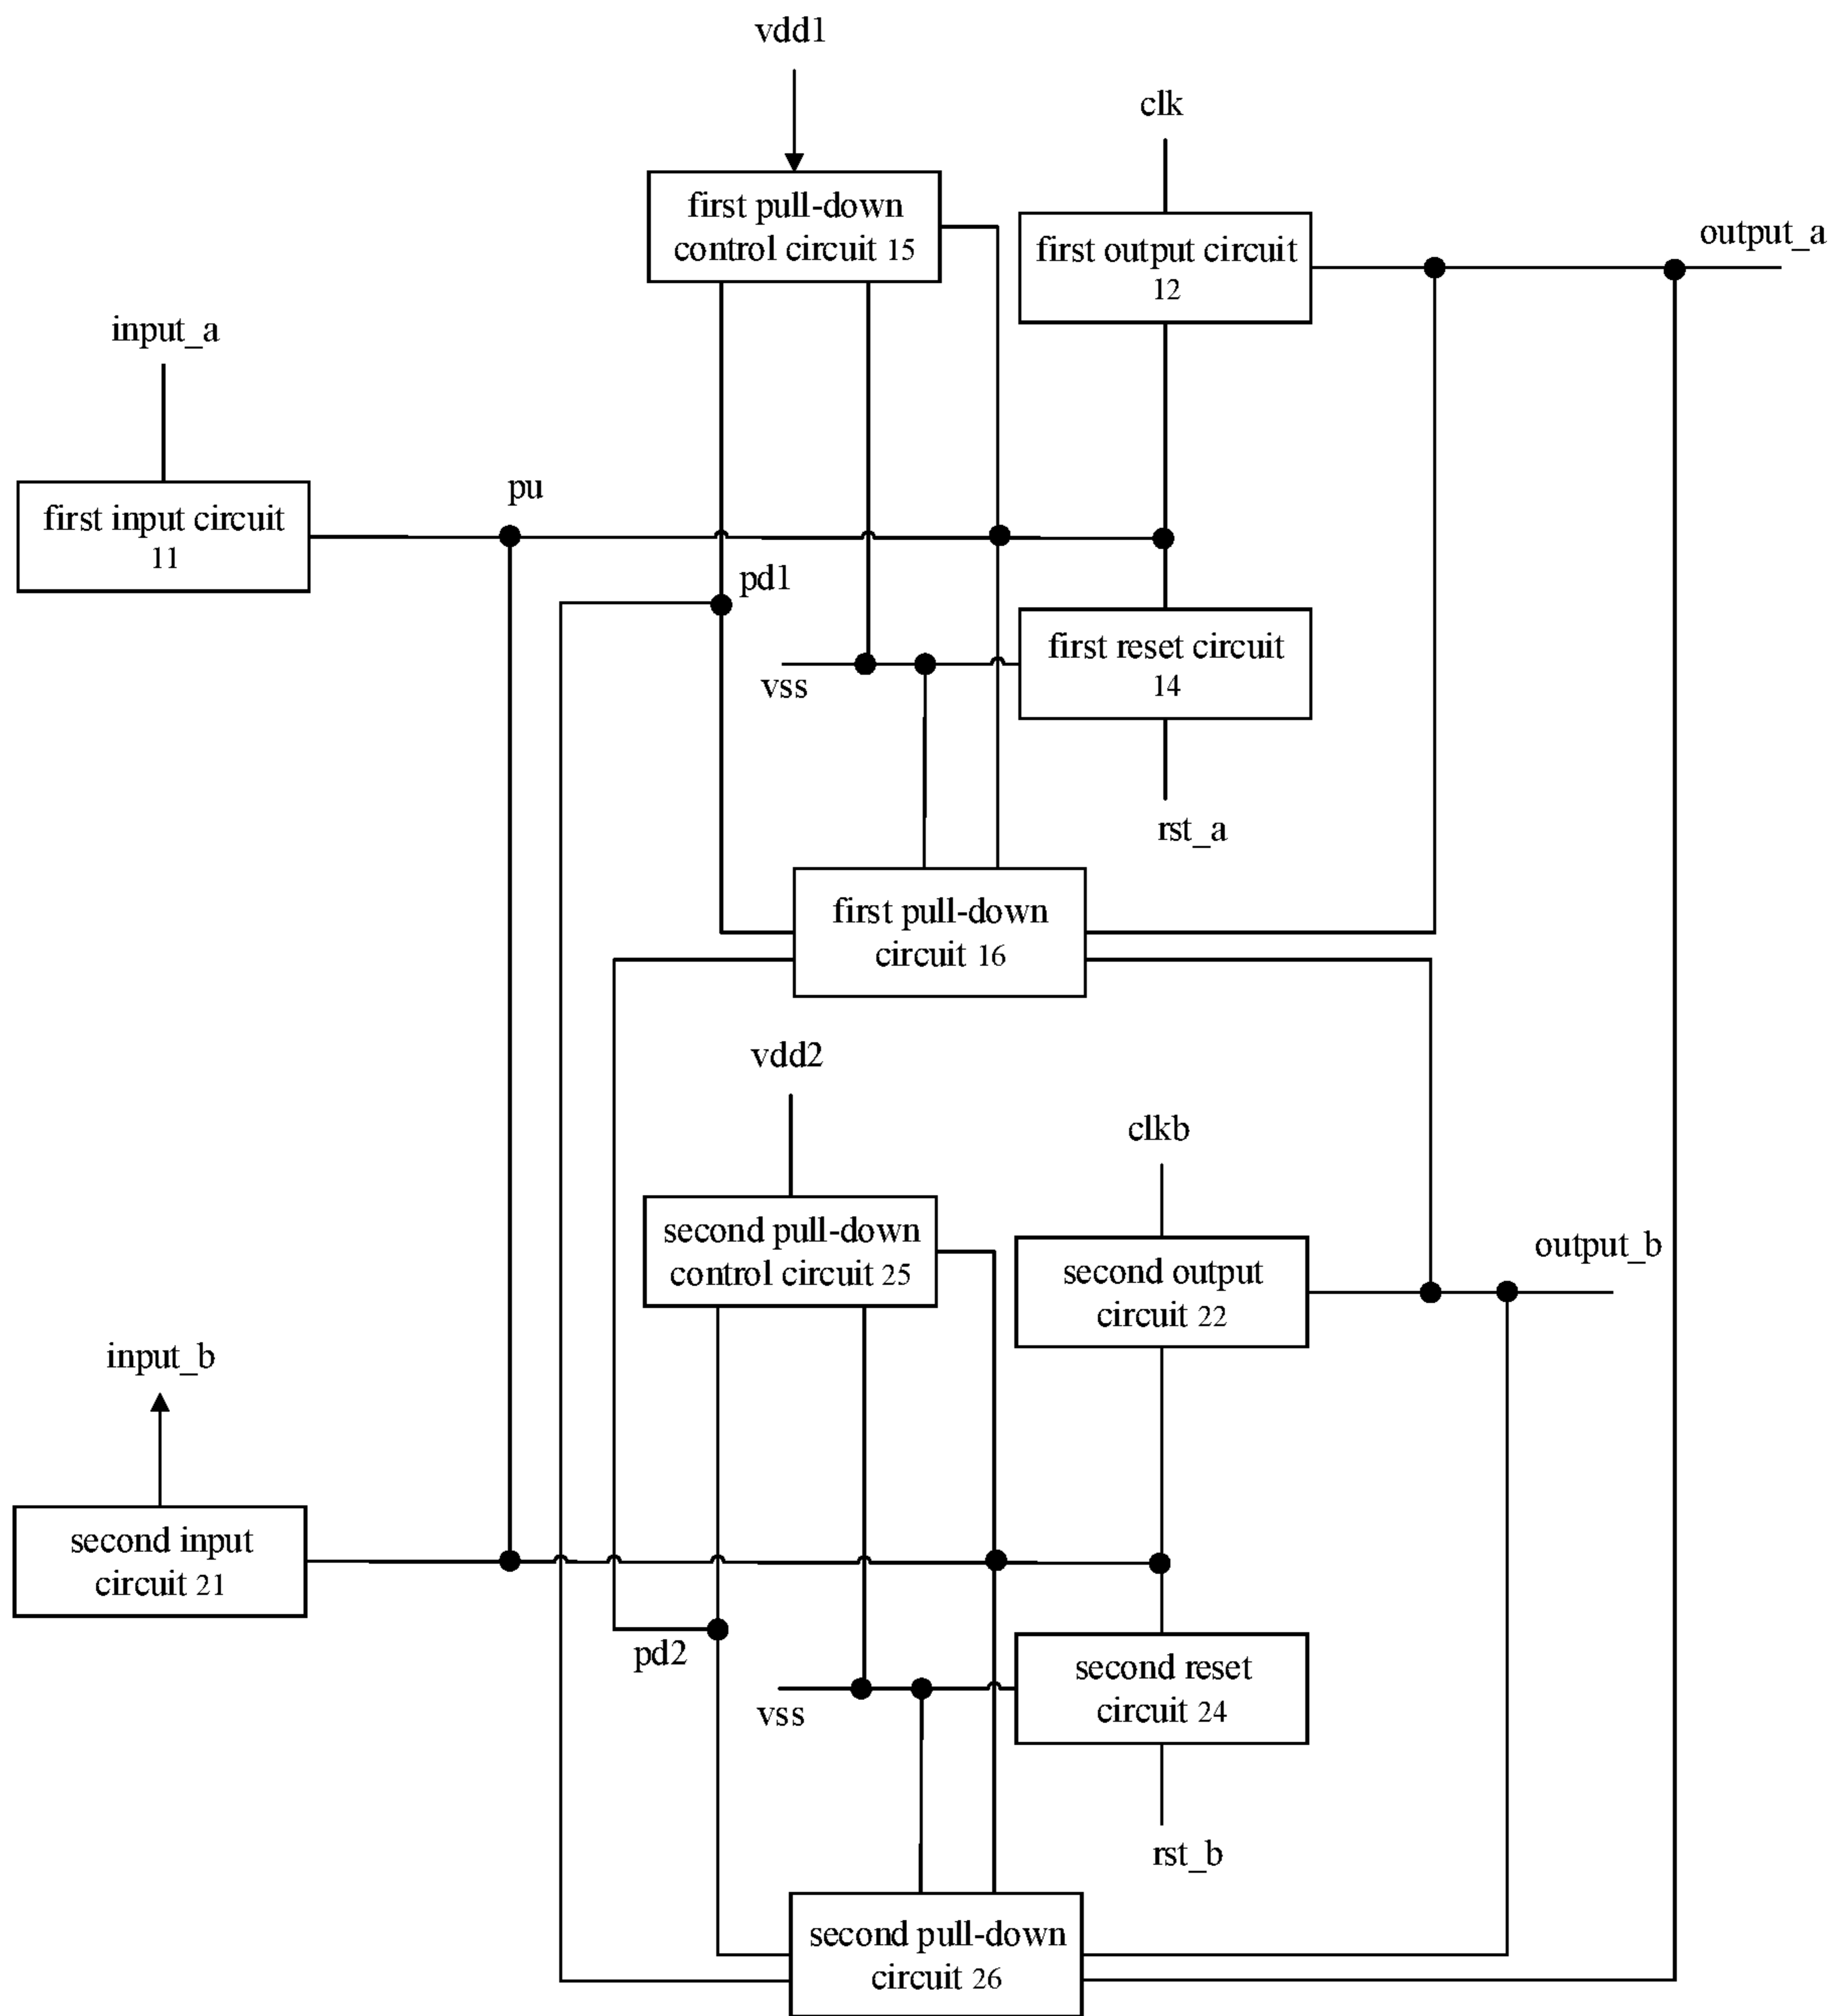 vdd1
clk
first pull-down
control circuit 15
first output circuit
12
output_a
input_a
first input circuit
11
pu
pd1
first reset circuit
14
vss
rst_a
first pull-down
circuit 16
vdd2
clkb
second pull-down
control circuit 25
second output
circuit 22
output_b
input_b
second input
circuit 21
pd2
second reset
circuit 24
vss
rst_b
second pull-down
circuit 26